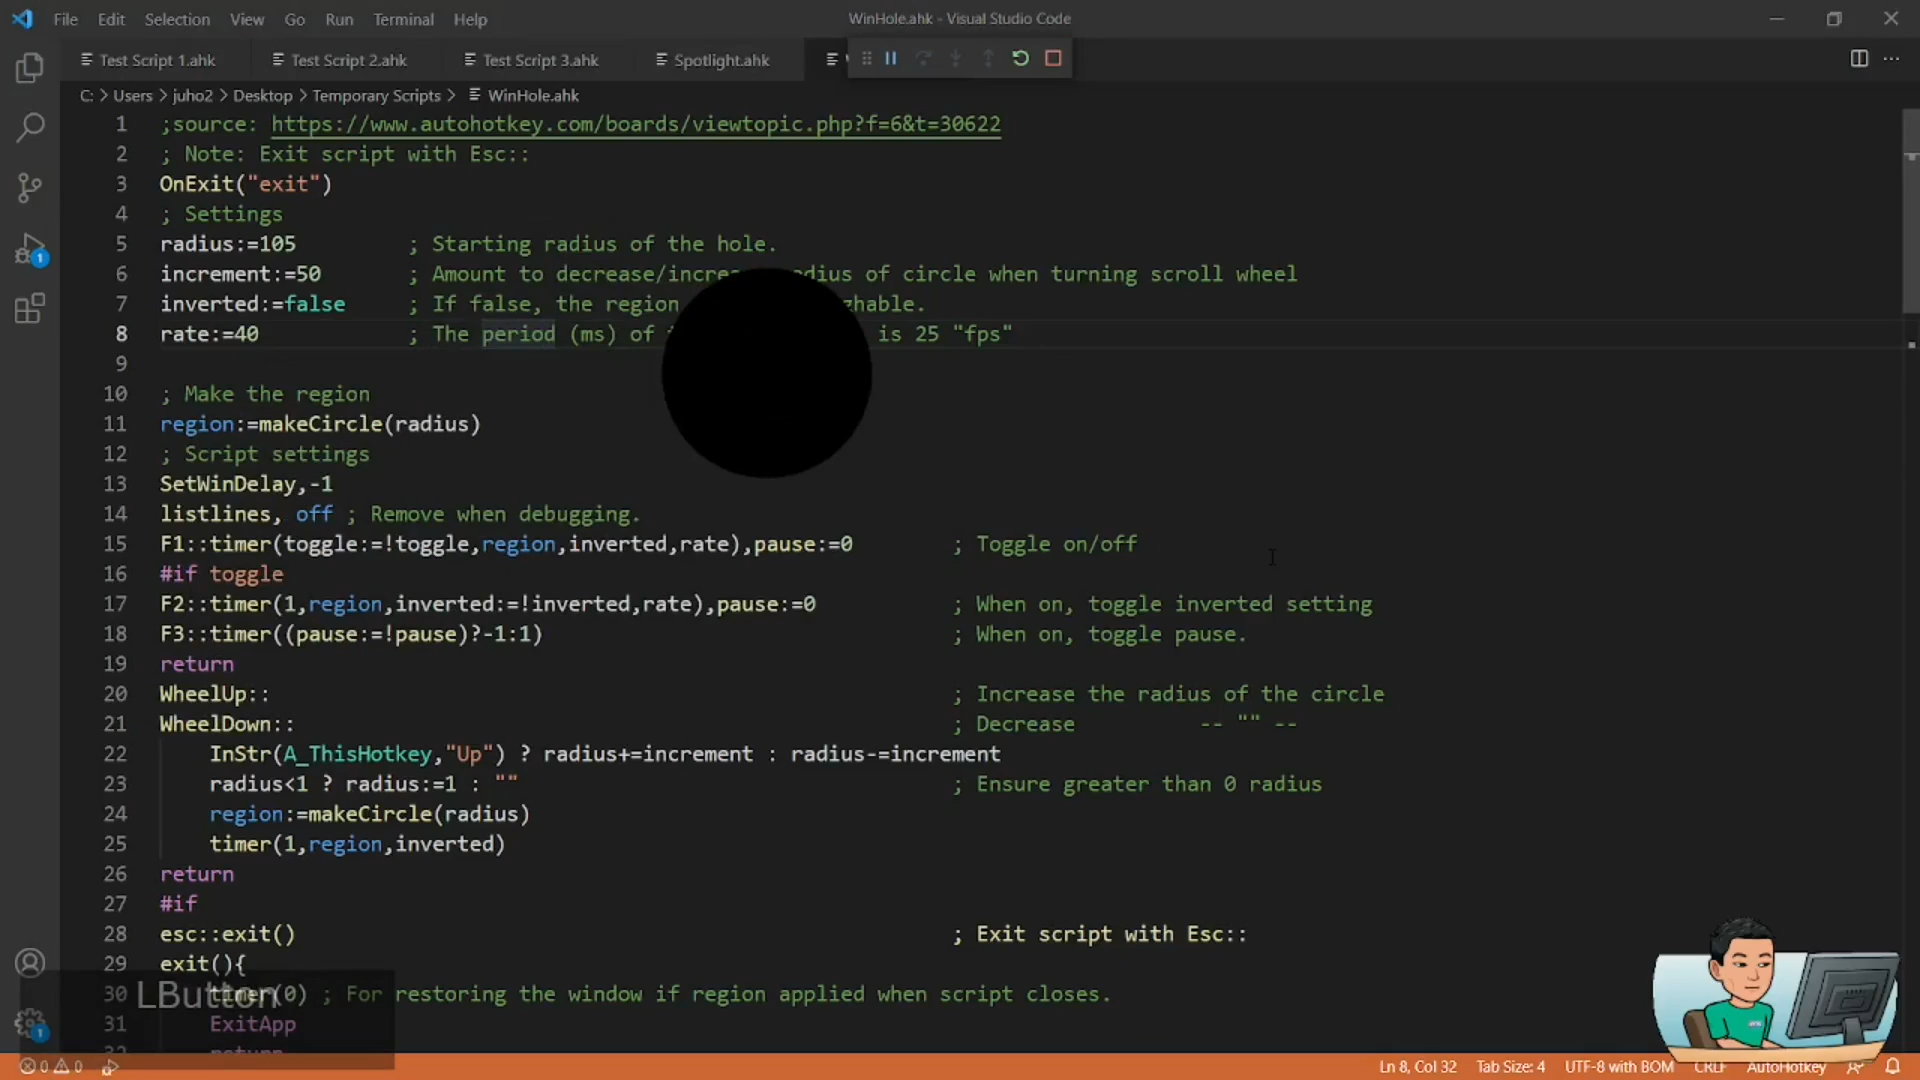 File Edit Selection View Go Run Terminal Help
WinHole.ahk - Visual Studio Code
Test Script 1.ahk Test Script 2.ahk Test Script 3.ahk Spotlight.ahk
C: > Users > juho2 > Desktop > Temporary Scripts > WinHole.ahk
1 ;source: https://www.autohotkey.com/boards/viewtopic.php?f=6&t=30622
2 ; Note: Exit script with Esc::
3 OnExit("exit")
4 ; Settings
5 radius:=105 ; Starting radius of the hole.
6 increment:=50 ; Amount to decrease/increa dius of circle when turning scroll wheel
7 inverted:=false ; If false, the region
8 rate:=40 ; The period (ms) of is 25 "fps"
9
10 ; Make the region
11 region:=makeCircle(radius)
12 ; Script settings
13 SetWinDelay,-1
14 listlines, off ; Remove when debugging.
15 F1::timer(toggle:=!toggle,region,inverted,rate),pause:=0 ; Toggle on/off
16 #if toggle
17 F2::timer(1,region,inverted:=!inverted,rate),pause:=0 ; When on, toggle inverted setting
18 F3::timer((pause:=!pause)?-1:1) ; When on, toggle pause.
19 return
20 WheelUp:: ; Increase the radius of the circle
21 WheelDown:: ; Decrease -- "" --
22 InStr(A_ThisHotkey,"Up") ? radius+=increment : radius-=increment
23 radius<1 ? radius:=1 : "" ; Ensure greater than 0 radius
24 region:=makeCircle(radius)
25 timer(1,region,inverted)
26 return
27 #if
28 esc::exit() ; Exit script with Esc::
29 exit(){
30 timer(0) ; For restoring the window if region applied when script closes.
LButton
31 ExitApp
0 0 Ln 8, Col 32 Tab Size: 4 UTF-8 with BOM CRLF AutoHotkey